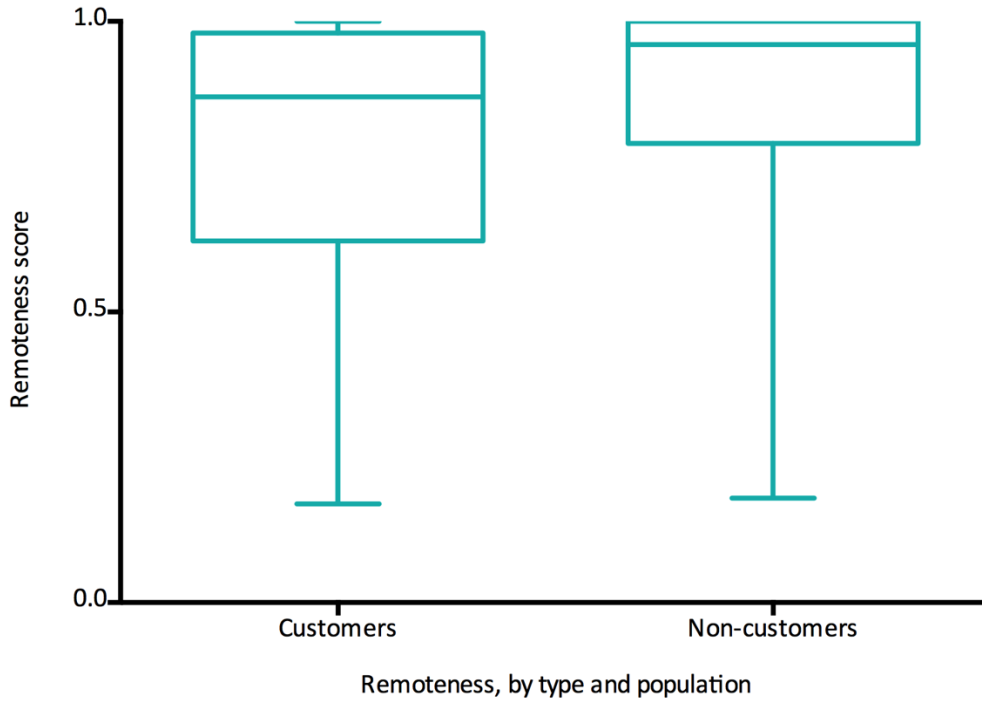 Remoteness score
1.0
0.5
0.0
Customers
Non-customers
Remoteness, by type and population